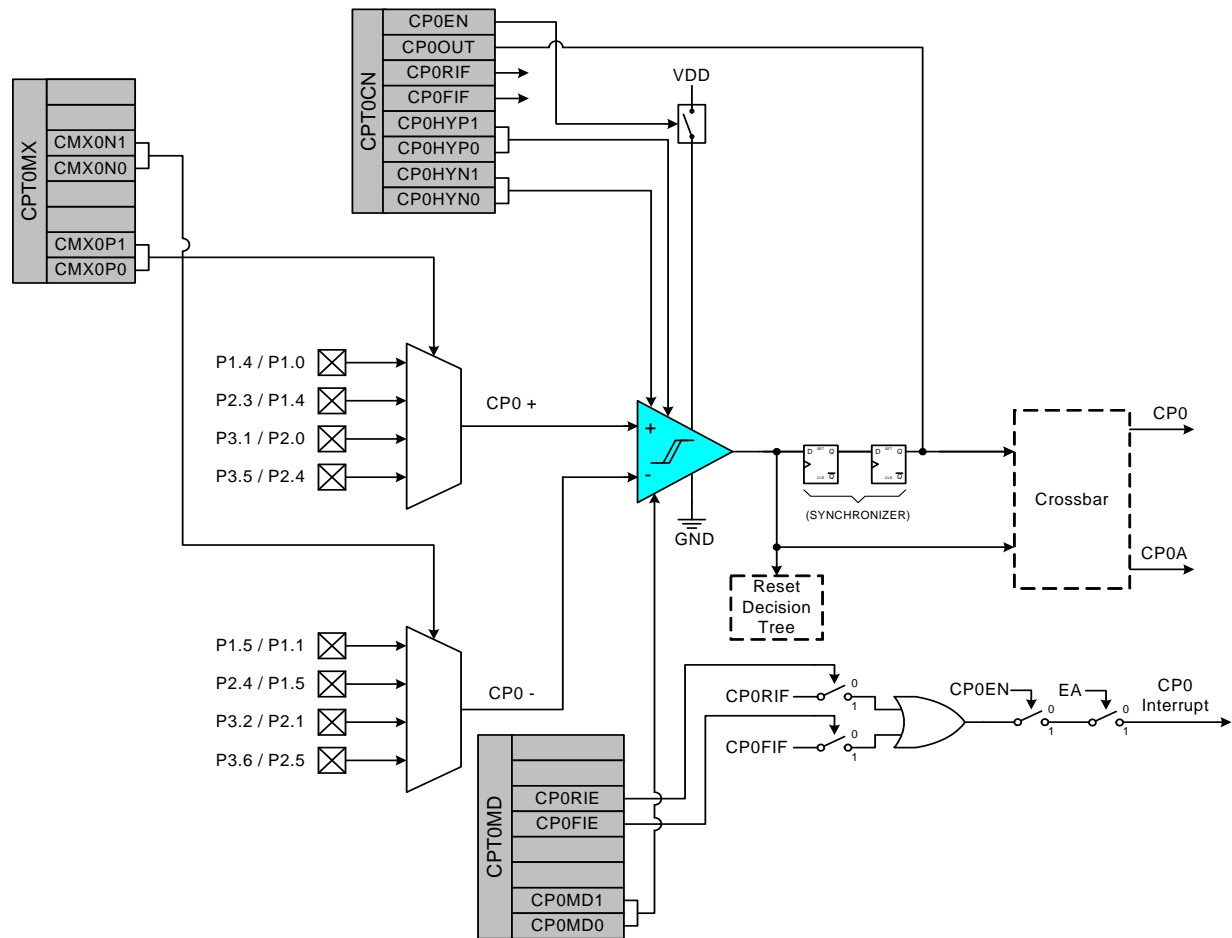 CPT0CN
CP0EN
CP0OUT
CP0RIF
CP0FIF
CP0HYP1
CP0HYP0
CP0HYN1
CP0HYN0
VDD
CPT0MX
CMX0N1
CMX0N0
CMX0P1
CMX0P0
P1.4 / P1.0
P2.3 / P1.4
P3.1 / P2.0
P3.5 / P2.4
CP0 +
+
-
GND
D SET Q
CLR Q
D SET Q
CLR Q
(SYNCHRONIZER)
Reset
Decision
Tree
Crossbar
CP0
CP0A
P1.5 / P1.1
P2.4 / P1.5
P3.2 / P2.1
P3.6 / P2.5
CP0 -
CP0RIF
0
1
CP0FIF
0
1
CP0EN
0
1
EA
0
1
CP0
Interrupt
CPT0MD
CP0RIE
CP0FIE
CP0MD1
CP0MD0